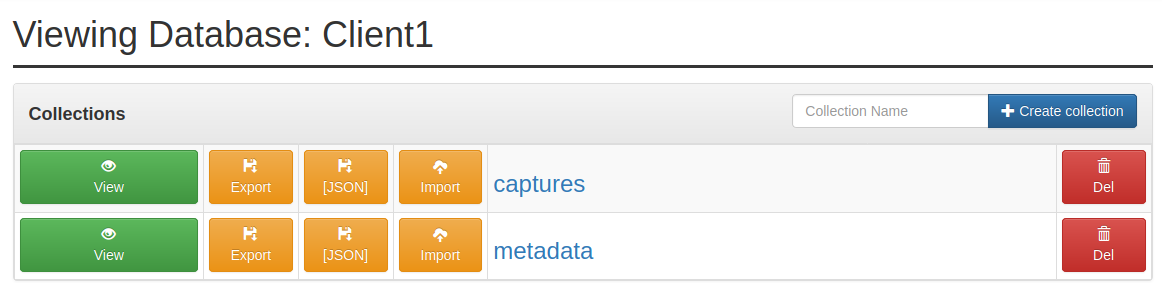 Viewing Database: Client1
Collections
Collection Name
Create collection
View
Export
[JSON]
Import
captures
Del
View
Export
[JSON]
Import
metadata
Del